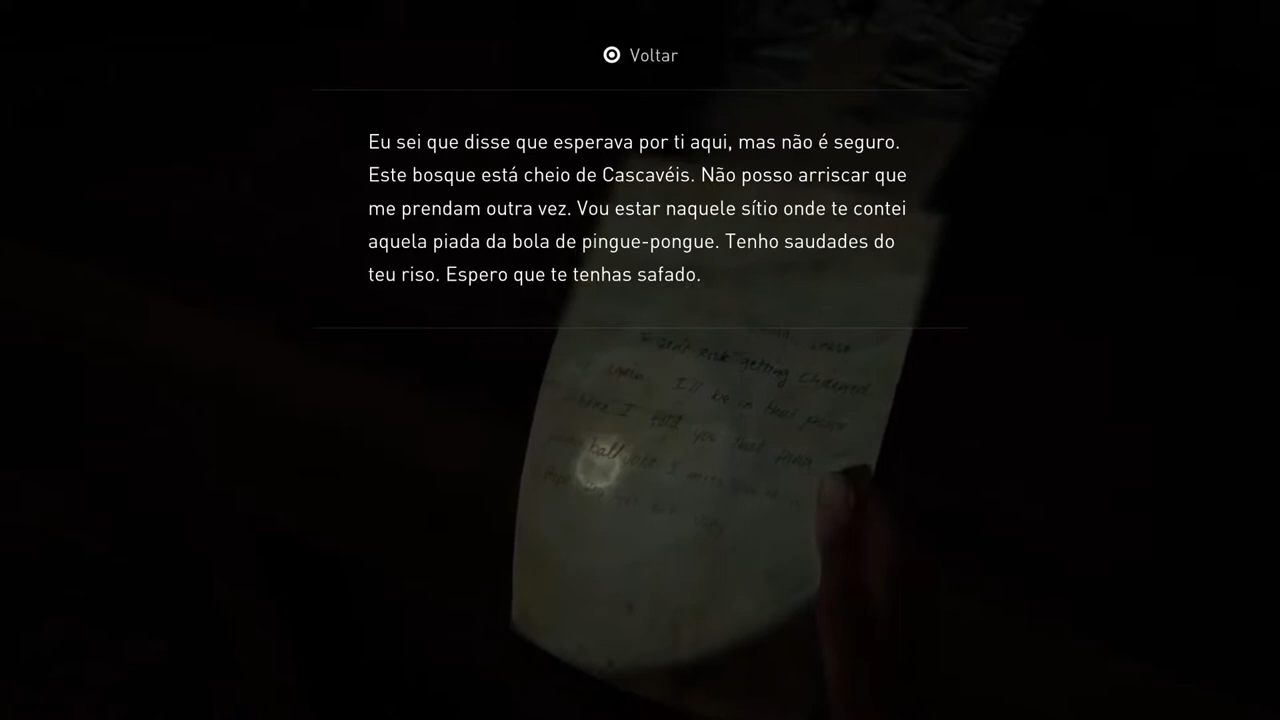 Voltar
Eu sei que disse que esperava por ti aqui, mas não é seguro.
Este bosque está cheio de Cascavéis. Não posso arriscar que
me prendam outra vez. Vou estar naquele sítio onde te contei
aquela piada da bola de pingue-pongue. Tenho saudades do
teu riso. Espero que te tenhas safado.
risk getting
I'll be in that place
I told you that
ball